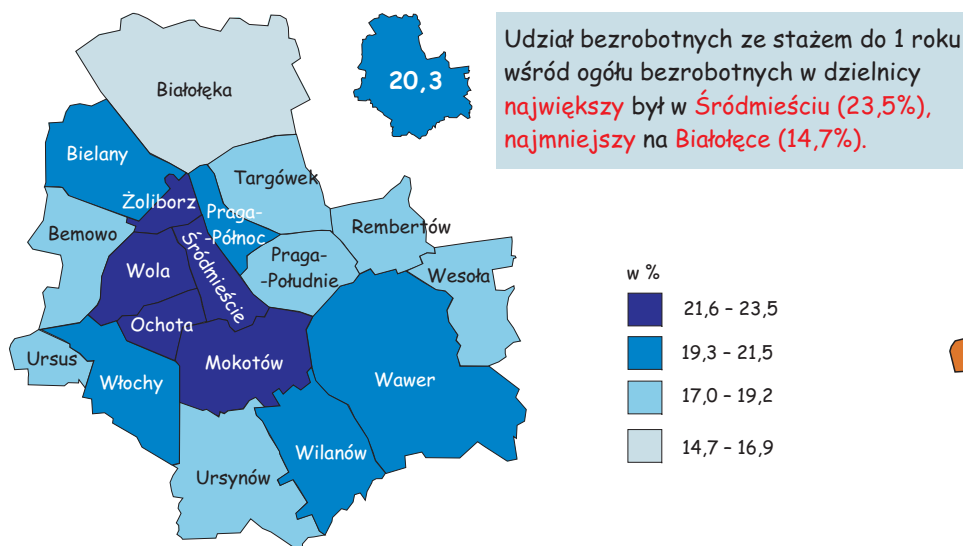 Udział bezrobotnych ze stażem do 1 roku
wśród ogółu bezrobotnych w dzielnicy
największy był w Śródmieściu (23,5%),
najmniejszy na Białołęce (14,7%).
20,3
Białołęka
Bielany
Targówek
Żoliborz
Praga-
-Północ
Rembertów
Bemowo
Śródmieście
Praga-
-Południe
Wesoła
Wola
Ochota
Ursus
Włochy
Mokotów
Wawer
Wilanów
Ursynów
w %
21,6 – 23,5
19,3 – 21,5
17,0 – 19,2
14,7 – 16,9